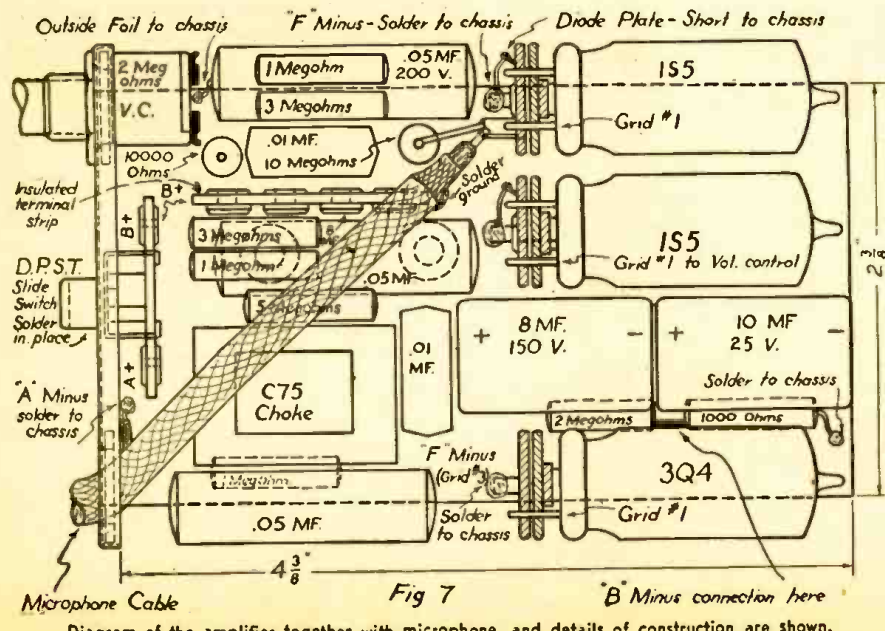 Outside Foil to chassis
"F" Minus-Solder to chassis
Diode Plate-Short to chassis
2 Meg
ohms
V.C.
1 Megohm
3 Megohms
.05 MF.
200 V.
1S5
Grid #1
10000
Ohms
.01 MF.
10 Megohms
Insulated
terminal
strip
B+
B+
Solder
ground
3 Megohms
1 Megohm
.05 MF.
1S5
Grid #1 to Vol. control
2 3/8"
D.P.S.T.
Slide
Switch
Solder
in place
5 Megohms
A+
"A" Minus
solder to
chassis
C75
Choke
.01
MF.
+ 8 MF. -
150 V.
+ 10 MF -
25 V.
Solder to chassis
2 Megohms
1000 Ohms
1 Megohm
.05 MF.
"F" Minus
(Grid #3)
Solder
to chassis
3Q4
Grid #1
4 3/8"
Microphone Cable
Fig 7
"B" Minus connection here
Diagram of the amplifier together with microphone, and details of construction are shown.